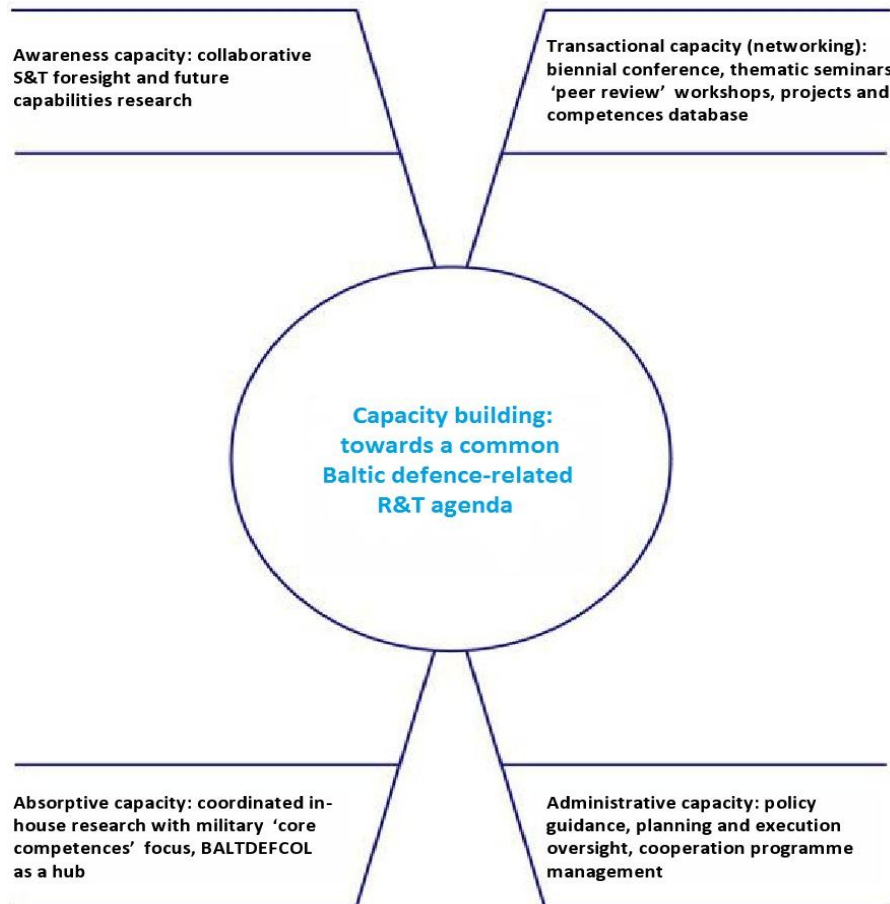 Awareness capacity: collaborative
S&T foresight and future
capabilities research
Transactional capacity (networking):
biennial conference, thematic seminars
‘peer review’ workshops, projects and
competences database
Capacity building:
towards a common
Baltic defence-related
R&T agenda
Absorptive capacity: coordinated in-
house research with military ‘core
competences’ focus, BALTDEFCOL
as a hub
Administrative capacity: policy
guidance, planning and execution
oversight, cooperation programme
management